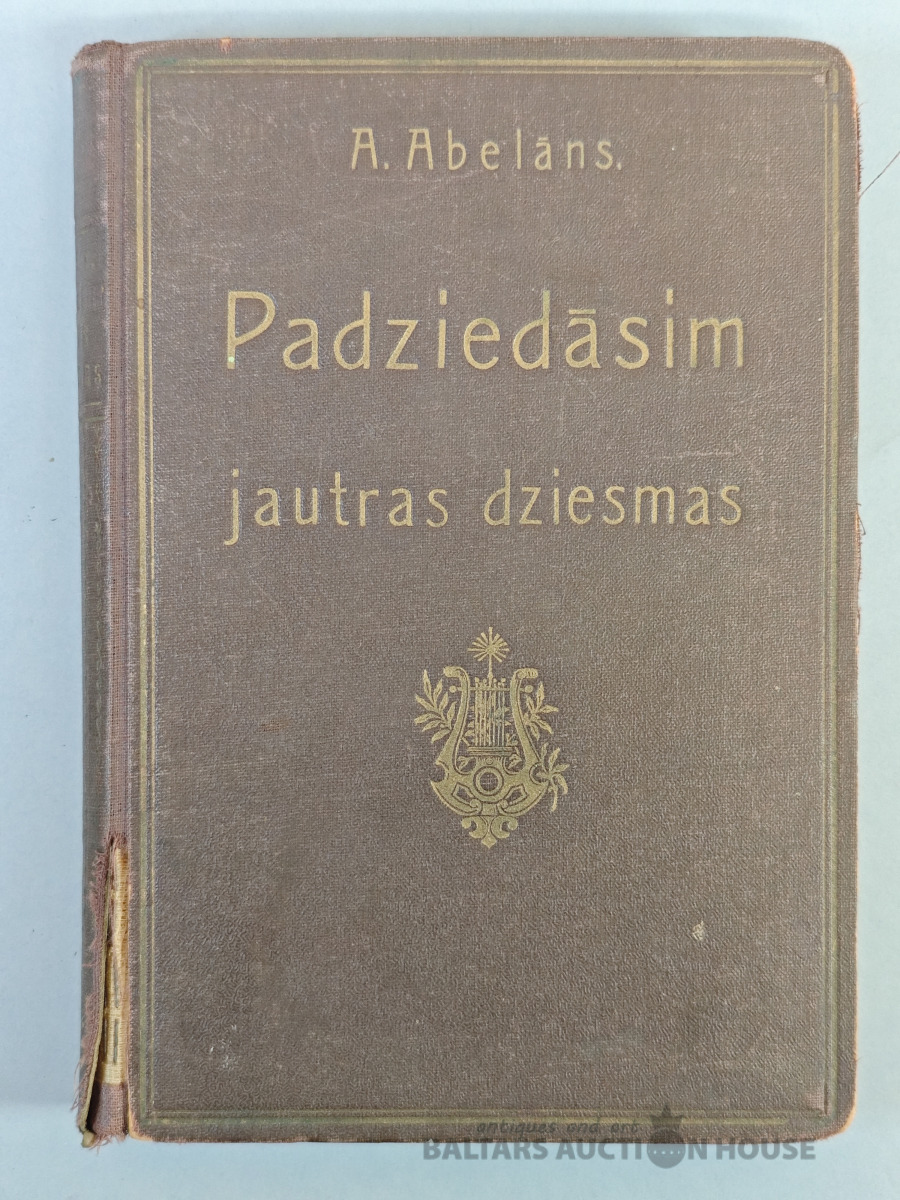 A. Abelāns.
Padziedāsim
jautras dziesmas
antiques and art
BALTARS AUCTION HOUSE